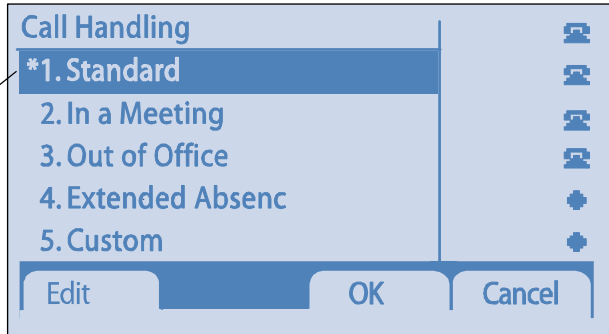 Call Handling
*1. Standard
2. In a Meeting
3. Out of Office
4. Extended Absenc
5. Custom
Edit OK Cancel